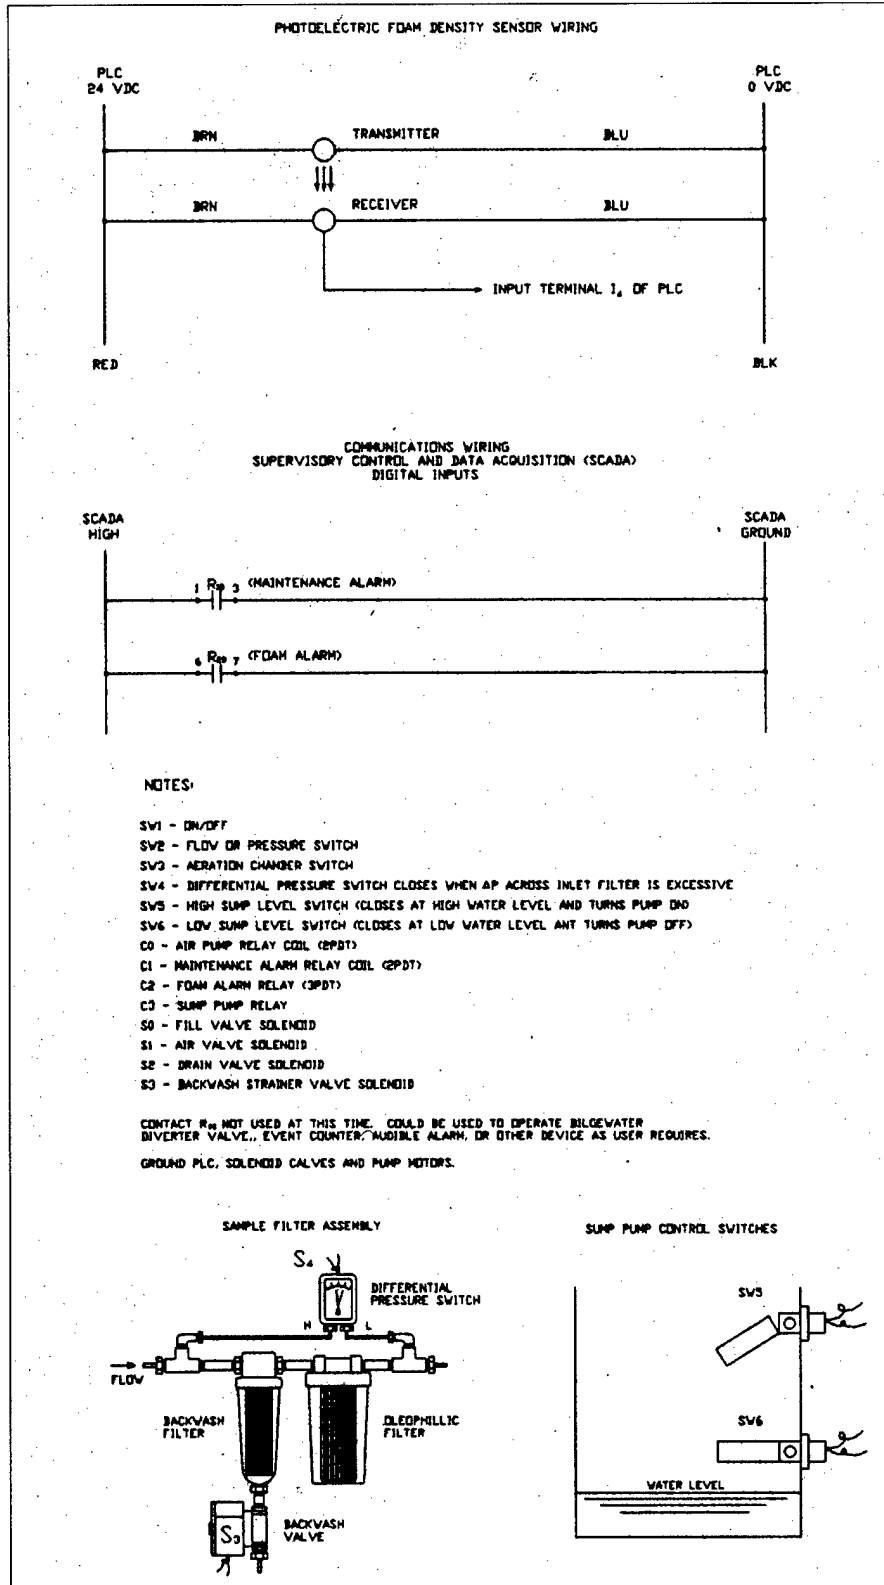 PHOTOELECTRIC FOAM DENSITY SENSOR WIRING
PLC
24 VDC
PLC
0 VDC
BRN
TRANSMITTER
BLU
BRN
RECEIVER
BLU
INPUT TERMINAL I₄ OF PLC
RED
BLK
COMMUNICATIONS WIRING
SUPERVISORY CONTROL AND DATA ACQUISITION (SCADA)
DIGITAL INPUTS
SCADA
HIGH
SCADA
GROUND
1 R 3 (MAINTENANCE ALARM)
6 R 7 (FOAM ALARM)
NOTES:
SW1 - ON/OFF
SW2 - FLOW OR PRESSURE SWITCH
SW3 - AERATION CHAMBER SWITCH
SW4 - DIFFERENTIAL PRESSURE SWITCH CLOSES WHEN ΔP ACROSS INLET FILTER IS EXCESSIVE
SW5 - HIGH SUMP LEVEL SWITCH (CLOSES AT HIGH WATER LEVEL AND TURNS PUMP ON)
SW6 - LOW SUMP LEVEL SWITCH (CLOSES AT LOW WATER LEVEL ANT TURNS PUMP OFF)
C0 - AIR PUMP RELAY COIL (2PDT)
C1 - MAINTENANCE ALARM RELAY COIL (2PDT)
C2 - FOAM ALARM RELAY (3PDT)
C3 - SUMP PUMP RELAY
S0 - FILL VALVE SOLENOID
S1 - AIR VALVE SOLENOID
S2 - DRAIN VALVE SOLENOID
S3 - BACKWASH STRAINER VALVE SOLENOID
CONTACT R NOT USED AT THIS TIME. COULD BE USED TO OPERATE BILGEWATER
DIVERTER VALVE,, EVENT COUNTER, AUDIBLE ALARM, OR OTHER DEVICE AS USER REQUIRES.
GROUND PLC, SOLENOID CALVES AND PUMP MOTORS.
SAMPLE FILTER ASSEMBLY
SUMP PUMP CONTROL SWITCHES
S₄
DIFFERENTIAL
PRESSURE SWITCH
H
L
FLOW
BACKWASH
FILTER
OLEOPHILLIC
FILTER
S₃
BACKWASH
VALVE
SW5
SW6
WATER LEVEL